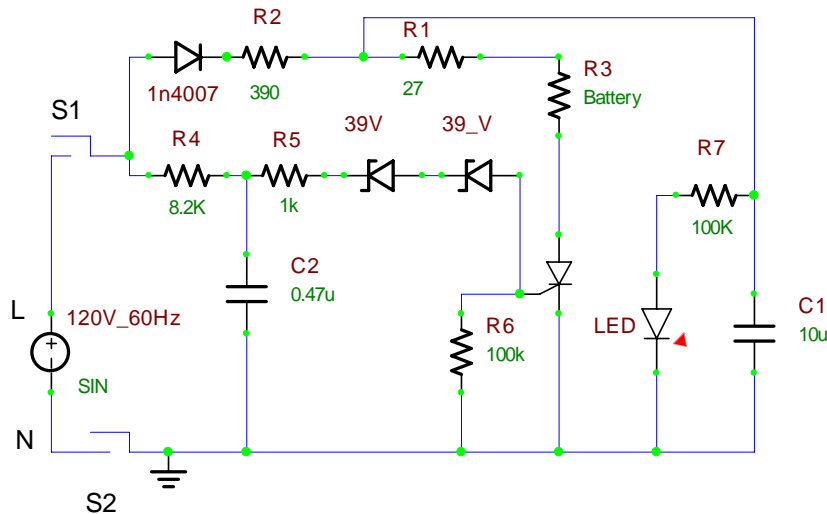 R2
R1
R3
1n4007
390
27
Battery
S1
39V
39_V
R4
R5
R7
8.2K
1k
100K
C2
0.47u
L
120V_60Hz
R6
LED
C1
100k
10u
SIN
N
S2